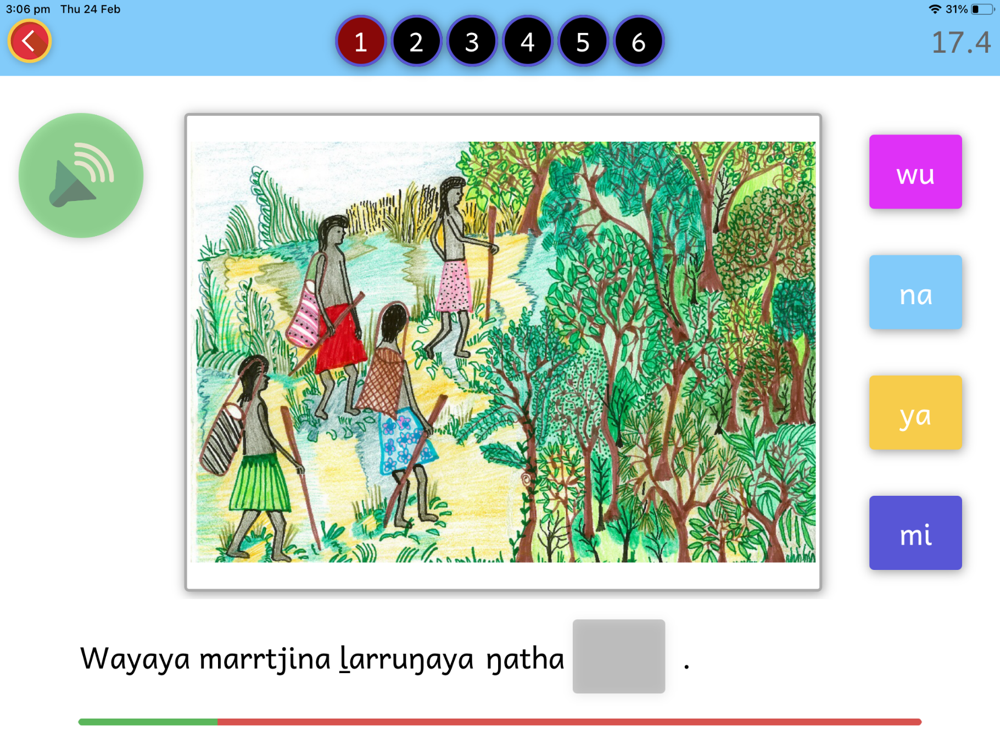 3:06 pm Thu 24 Feb 31%
1 2 3 4 5 6 17.4
wu
na
ya
mi
Wayaya marrtjina l̲arruŋaya ŋatha .